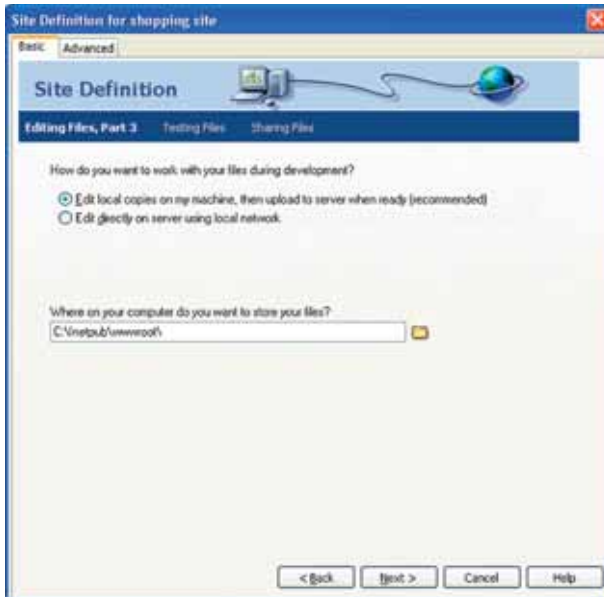 Site Definition for shopping site
Basic Advanced
Site Definition
Editing Files, Part 3 Testing Files Sharing Files
How do you want to work with your files during development?
Edit local copies on my machine, then upload to server when ready (recommended)
Edit directly on server using local network
Where on your computer do you want to store your files?
C:\Inetpub\wwwroot\
< Back Next > Cancel Help